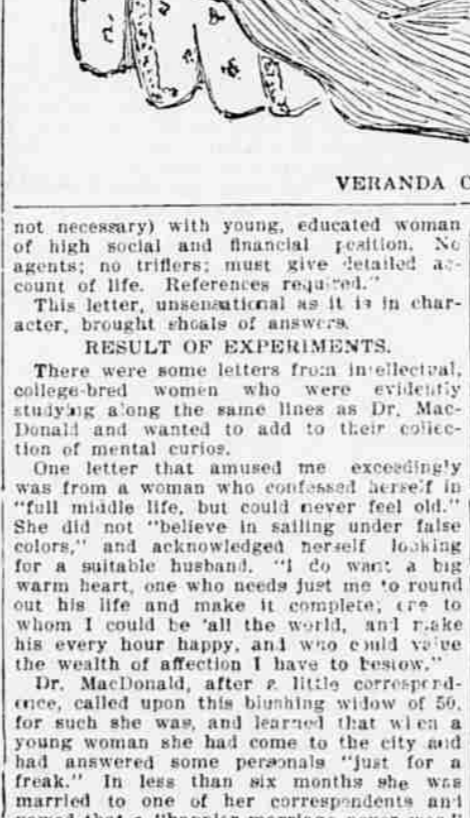 VERANDA C
not necessary) with young, educated woman
of high social and financial position. No
agents; no triflers; must give detailed ac-
count of life. References required."
This letter, unsensational as it is in char-
acter, brought shoals of answers.
RESULT OF EXPERIMENTS.
There were some letters from intellectual,
college-bred women who were evidently
studying along the same lines as Dr. Mac-
Donald and wanted to add to their collec-
tion of mental curios.
One letter that amused me exceedingly
was from a woman who confessed herself in
"full middle life, but could never feel old."
She did not "believe in sailing under false
colors," and acknowledged herself looking
for a suitable husband. "I do want a big
warm heart, one who needs just me to round
out his life and make it complete; one to
whom I could be 'all the world, and make
his every hour happy, and who could value
the wealth of affection I have to bestow."
Dr. MacDonald, after a little correspond-
ence, called upon this blushing widow of 50,
for such she was, and learned that when a
young woman she had come to the city and
had answered some personals "just for a
freak." In less than six months she was
married to one of her correspondents and
vowed that a "happier marriage never was."